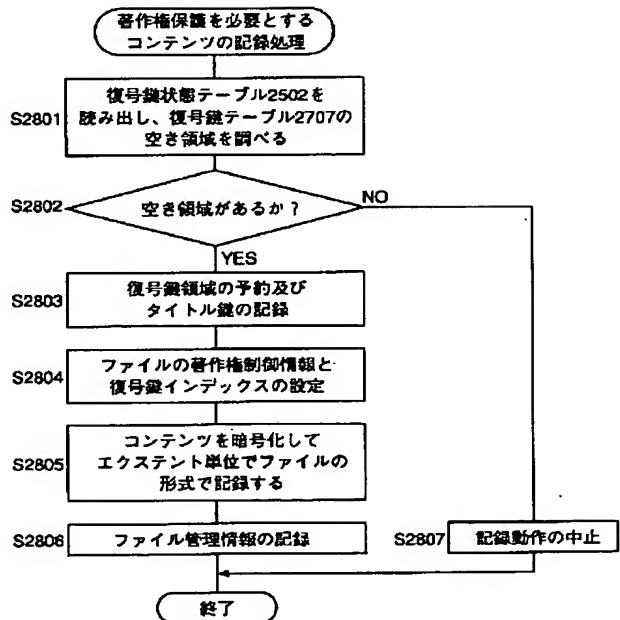 著作権保護を必要とする
コンテンツの記録処理
S2801
復号鍵状態テーブル2502を
読み出し、復号鍵テーブル2707の
空き領域を調べる
S2802
空き領域があるか?
NO
YES
S2803
復号鍵領域の予約及び
タイトル鍵の記録
S2804
ファイルの著作権制御情報と
復号鍵インデックスの設定
S2805
コンテンツを暗号化して
エクステント単位でファイルの
形式で記録する
S2806
ファイル管理情報の記録
S2807
記録動作の中止
終了